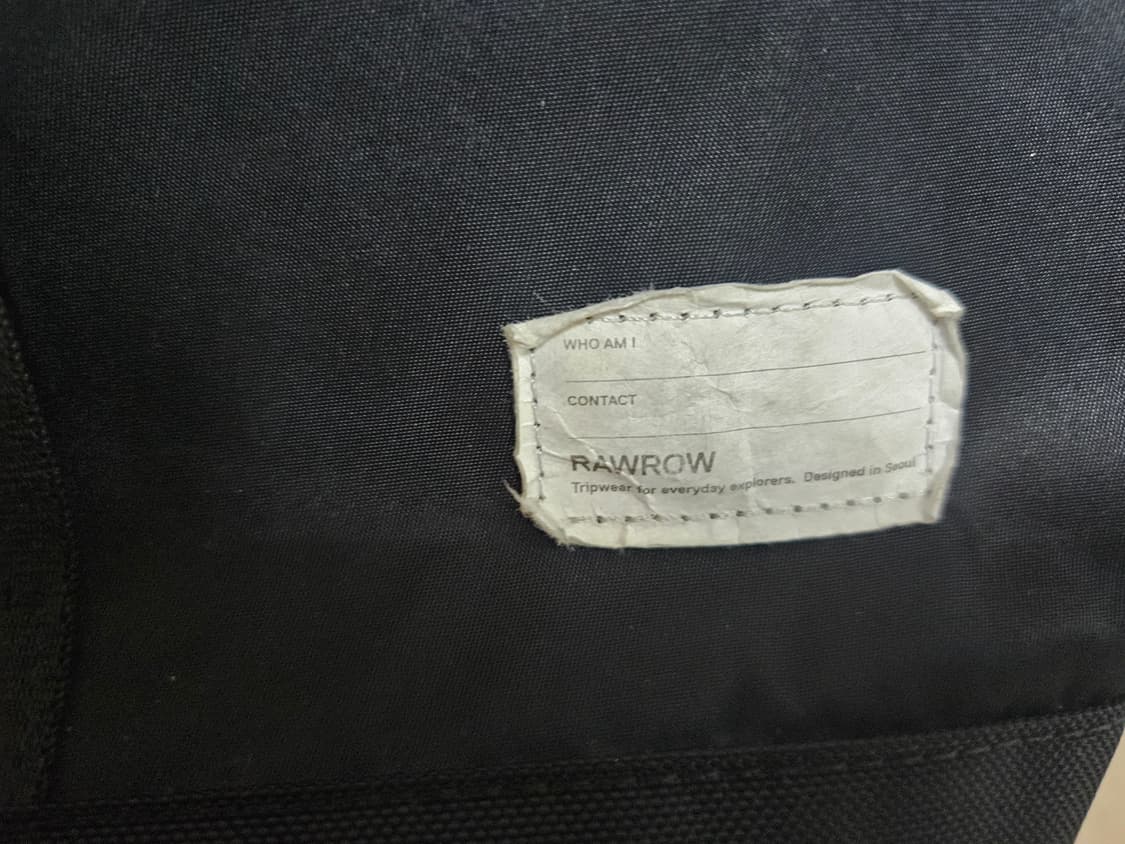 WHO AM I
CONTACT
RAWROW
Tripwear for everyday explorers. Designed in Seoul